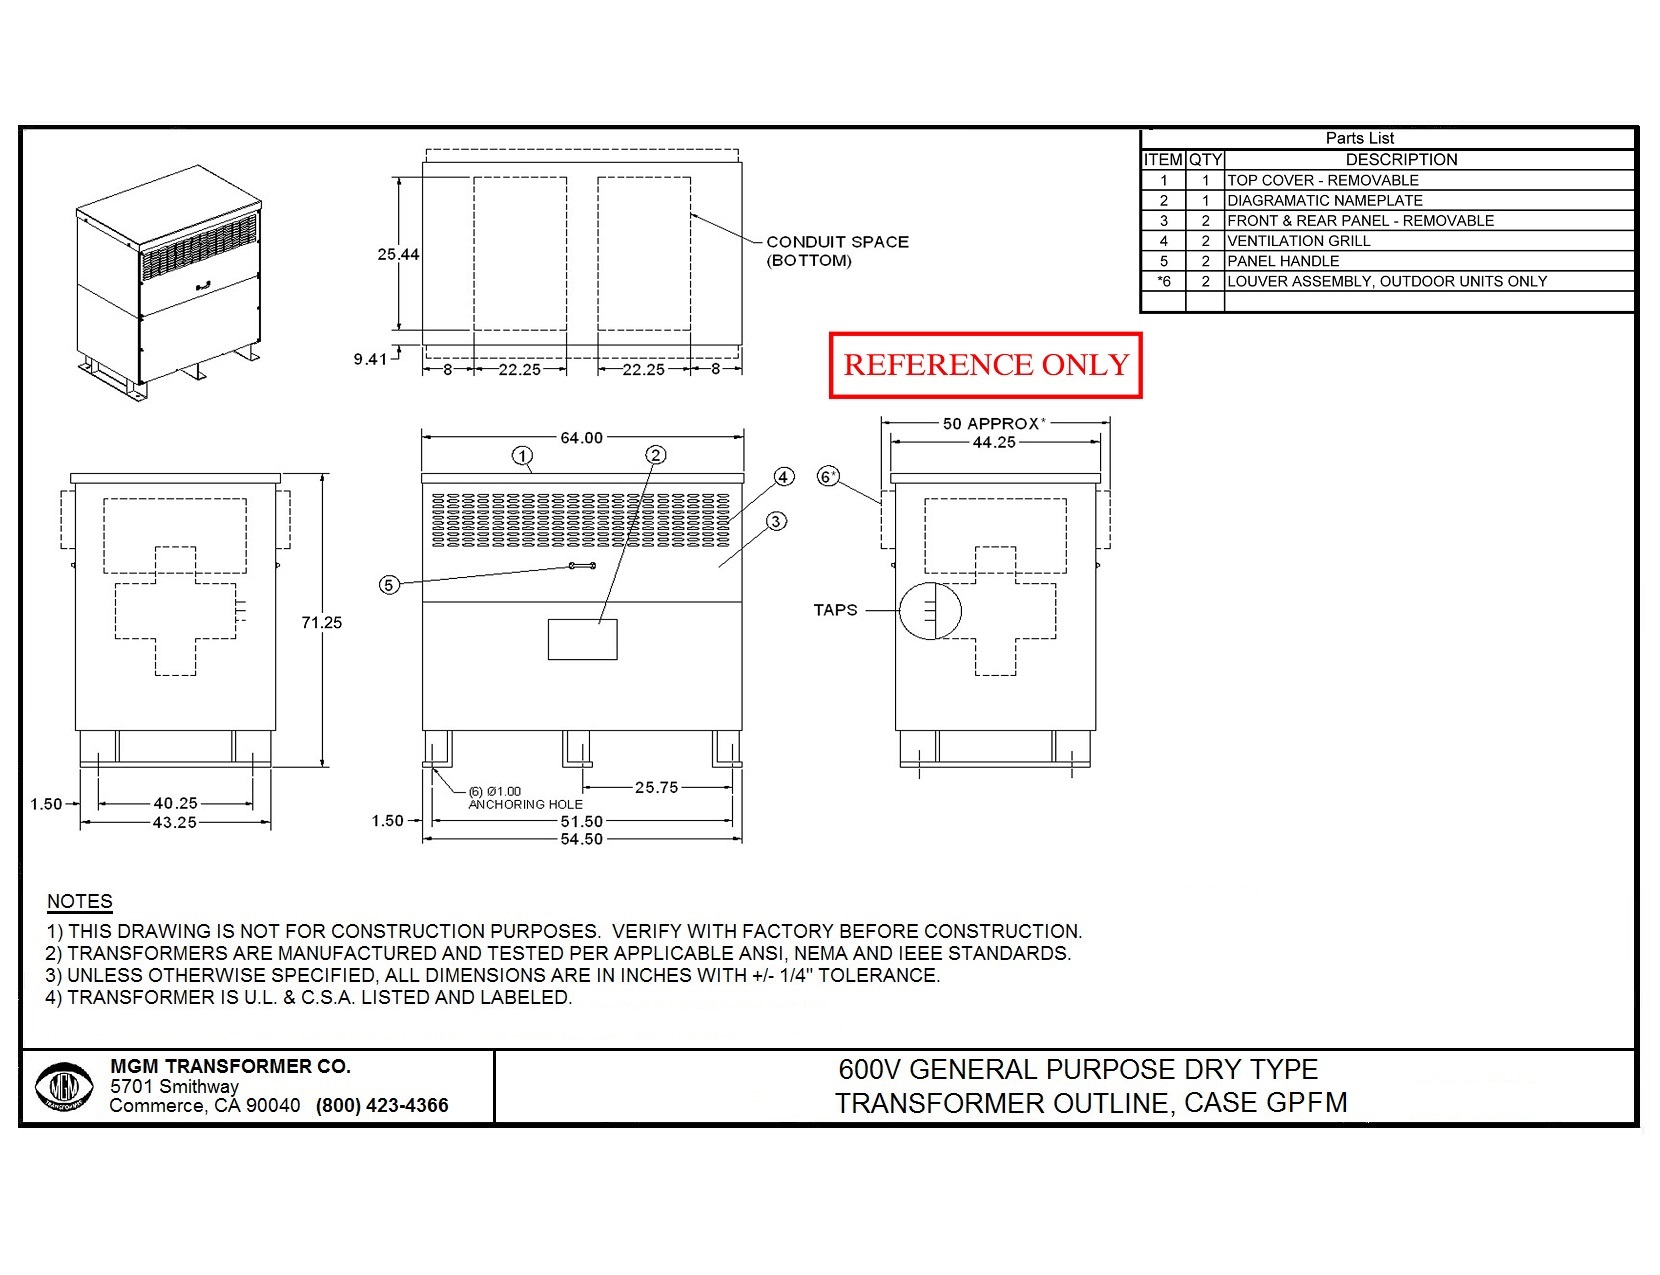 Parts List
ITEM QTY DESCRIPTION
1 1 TOP COVER - REMOVABLE
2 1 DIAGRAMATIC NAMEPLATE
3 2 FRONT & REAR PANEL - REMOVABLE
4 2 VENTILATION GRILL
5 2 PANEL HANDLE
*6 2 LOUVER ASSEMBLY, OUTDOOR UNITS ONLY
25.44
CONDUIT SPACE
(BOTTOM)
9.41
8 22.25 22.25 8
REFERENCE ONLY
64.00
50 APPROX*
44.25
1
2
4
6*
3
5
71.25
TAPS
1.50 40.25
43.25
(6) Ø1.00
ANCHORING HOLE
25.75
1.50 51.50
54.50
NOTES
1) THIS DRAWING IS NOT FOR CONSTRUCTION PURPOSES. VERIFY WITH FACTORY BEFORE CONSTRUCTION.
2) TRANSFORMERS ARE MANUFACTURED AND TESTED PER APPLICABLE ANSI, NEMA AND IEEE STANDARDS.
3) UNLESS OTHERWISE SPECIFIED, ALL DIMENSIONS ARE IN INCHES WITH +/- 1/4" TOLERANCE.
4) TRANSFORMER IS U.L. & C.S.A. LISTED AND LABELED.
MGM
MGM TRANSFORMER CO.
5701 Smithway
Commerce, CA 90040 (800) 423-4366
600V GENERAL PURPOSE DRY TYPE
TRANSFORMER OUTLINE, CASE GPFM